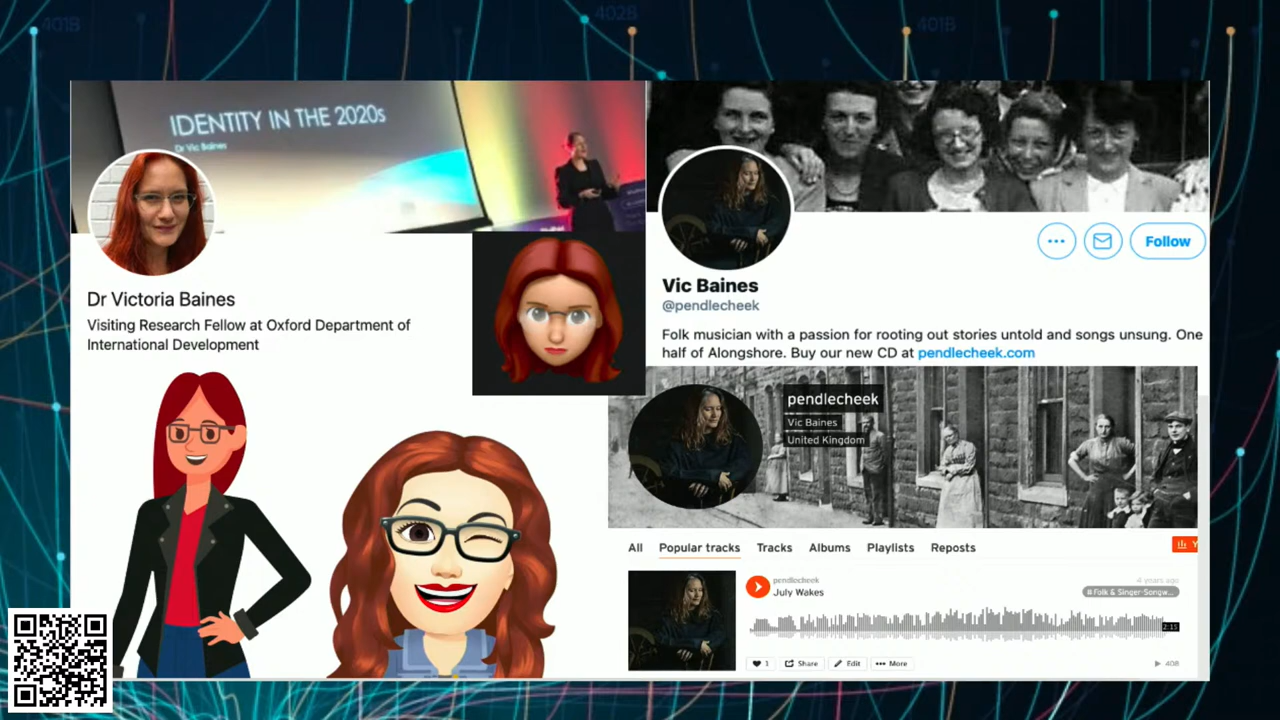 401B
402B
401B
IDENTITY IN THE 2020s
Dr Vic Baines
Dr Victoria Baines
Visiting Research Fellow at Oxford Department of
International Development
Follow
Vic Baines
@pendlecheek
Folk musician with a passion for rooting out stories untold and songs unsung. One
half of Alongshore. Buy our new CD at pendlecheek.com
pendlecheek
Vic Baines
United Kingdom
All Popular tracks Tracks Albums Playlists Reposts
pendlecheek
4 years ago
July Wakes
# Folk & Singer-Songw...
2:15
1 Share Edit More
408